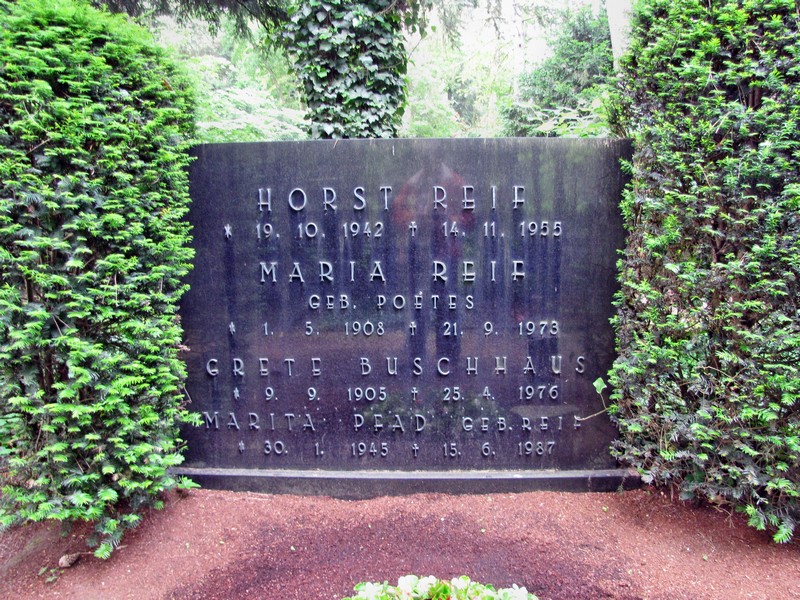 HORST REIF
* 19. 10. 1942 † 14. 11. 1955
MARIA REIF
GEB. POETES
* 1. 5. 1908 † 21. 9. 1973
GRETE BUSCHHAUS
* 9. 9. 1905 † 25. 4. 1976
MARITA PFAD GEB. REIF
* 30. 1. 1945 † 15. 6. 1987